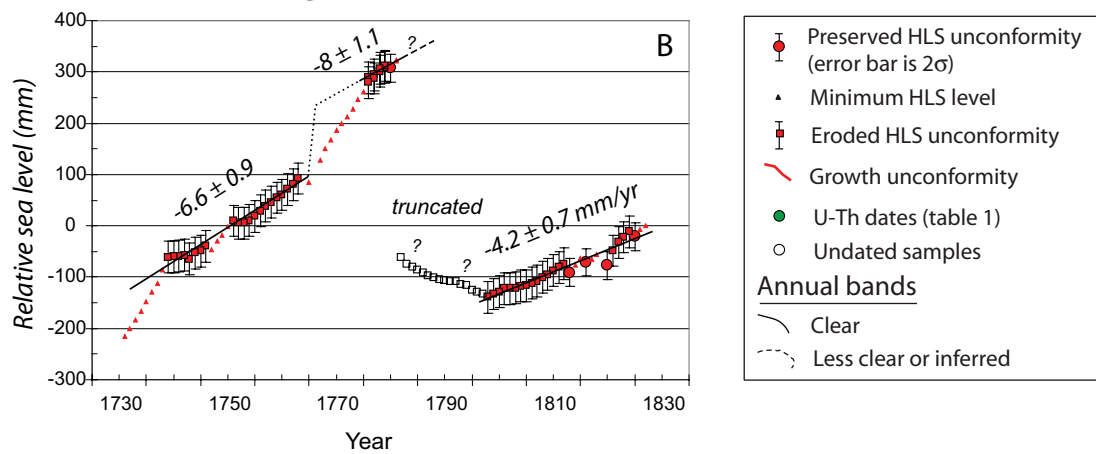 400
300
200
100
0
-100
-200
-300
Relative sea level (mm)
1730
1750
1770
1790
1810
1830
Year
B
-6.6 ± 0.9
-8 ± 1.1
?
truncated
?
?
-4.2 ± 0.7 mm/yr
Preserved HLS unconformity
(error bar is 2σ)
Minimum HLS level
Eroded HLS unconformity
Growth unconformity
U-Th dates (table 1)
Undated samples
Annual bands
Clear
Less clear or inferred